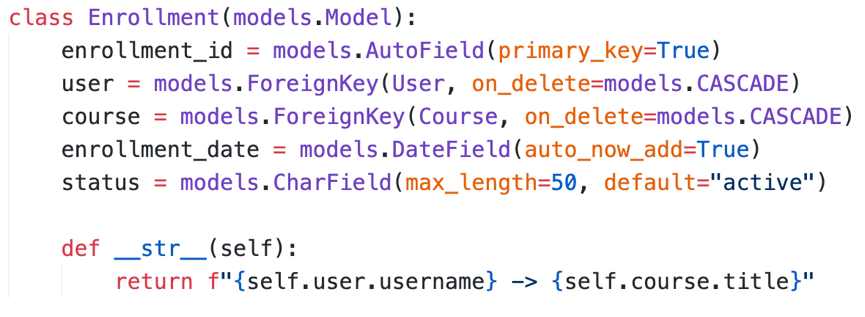 class Enrollment(models.Model):
    enrollment_id = models.AutoField(primary_key=True)
    user = models.ForeignKey(User, on_delete=models.CASCADE)
    course = models.ForeignKey(Course, on_delete=models.CASCADE)
    enrollment_date = models.DateField(auto_now_add=True)
    status = models.CharField(max_length=50, default="active")

    def __str__(self):
        return f"{self.user.username} -> {self.course.title}"